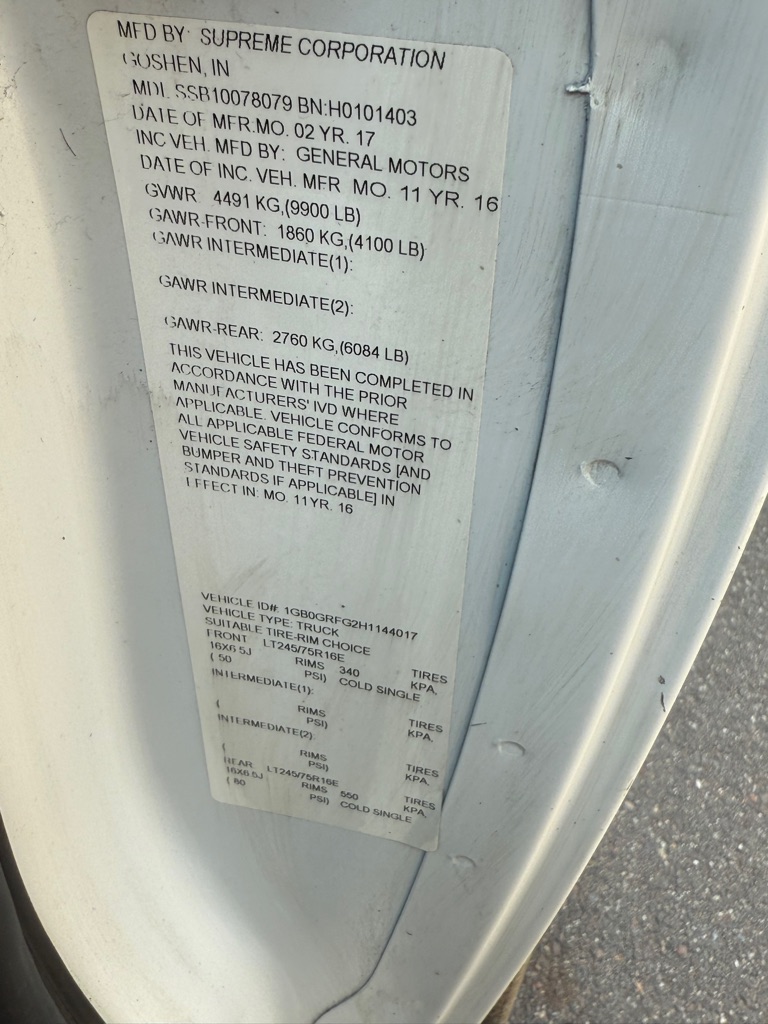 MFD BY: SUPREME CORPORATION
GOSHEN, IN
MDL SSB10078079 BN:H0101403
DATE OF MFR:MO. 02 YR. 17
INC VEH. MFD BY: GENERAL MOTORS
DATE OF INC. VEH. MFR MO. 11 YR. 16
GVWR 4491 KG,(9900 LB)
GAWR-FRONT: 1860 KG,(4100 LB)
GAWR INTERMEDIATE(1):
GAWR INTERMEDIATE(2):
GAWR-REAR: 2760 KG,(6084 LB)
THIS VEHICLE HAS BEEN COMPLETED IN
ACCORDANCE WITH THE PRIOR
MANUFACTURERS' IVD WHERE
APPLICABLE. VEHICLE CONFORMS TO
ALL APPLICABLE FEDERAL MOTOR
VEHICLE SAFETY STANDARDS [AND
BUMPER AND THEFT PREVENTION
STANDARDS IF APPLICABLE] IN
EFFECT IN: MO. 11YR. 16
VEHICLE ID#: 1GB0GRFG2H1144017
VEHICLE TYPE: TRUCK
SUITABLE TIRE-RIM CHOICE
FRONT LT245/75R16E TIRES
16X6.5J RIMS 340 KPA,
( 50 PSI) COLD SINGLE
INTERMEDIATE(1): TIRES
RIMS KPA,
( PSI)
INTERMEDIATE(2): TIRES
RIMS KPA,
( PSI)
REAR LT245/75R16E TIRES
16X6.5J RIMS 550 KPA,
( 80 PSI) COLD SINGLE